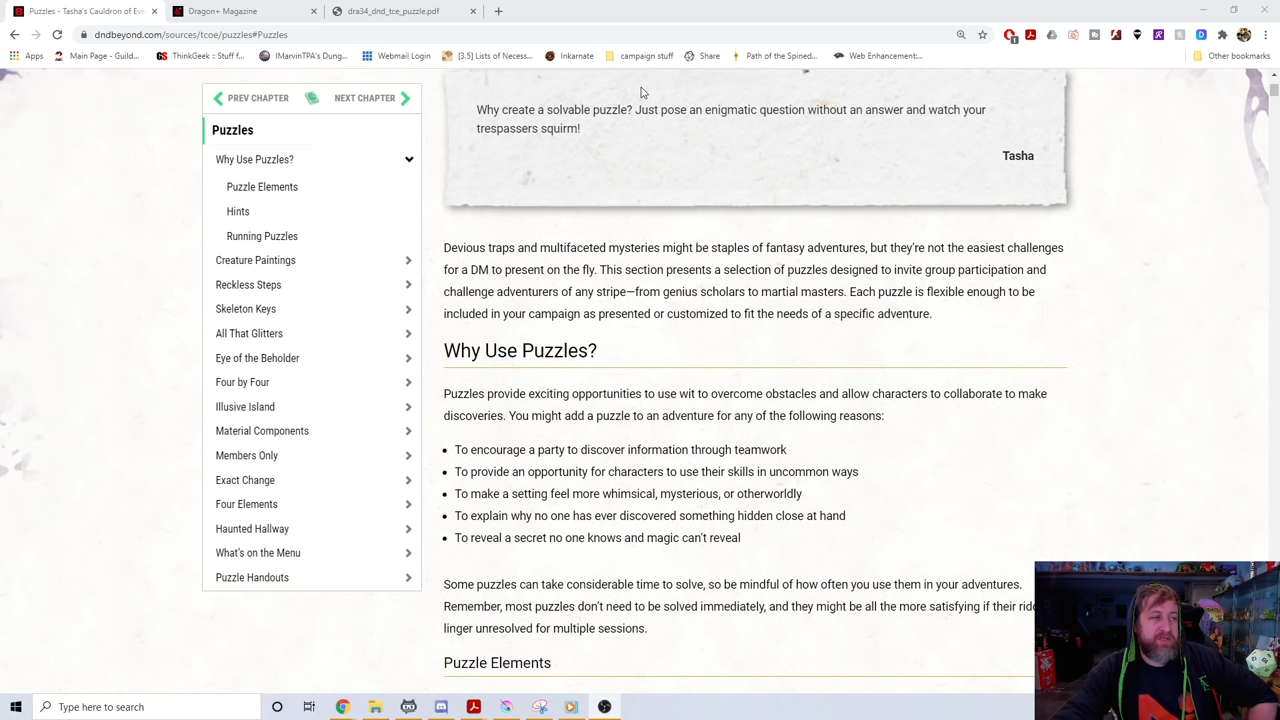 Puzzles - Tasha's Cauldron of Eve
Dragon+ Magazine
dra34_dnd_tce_puzzle.pdf
dndbeyond.com/sources/tcoe/puzzles#Puzzles
Apps
Main Page - Guild...
ThinkGeek :: Stuff f...
IMarvinTPA's Dung...
Webmail Login
[3.5] Lists of Necess...
Inkarnate
campaign stuff
Share
Path of the Spined...
Web Enhancement:...
Other bookmarks
PREV CHAPTER
NEXT CHAPTER
Puzzles
Why Use Puzzles?
Puzzle Elements
Hints
Running Puzzles
Creature Paintings
Reckless Steps
Skeleton Keys
All That Glitters
Eye of the Beholder
Four by Four
Illusive Island
Material Components
Members Only
Exact Change
Four Elements
Haunted Hallway
What's on the Menu
Puzzle Handouts
Why create a solvable puzzle? Just pose an enigmatic question without an answer and watch your
trespassers squirm!
Tasha
Devious traps and multifaceted mysteries might be staples of fantasy adventures, but they're not the easiest challenges
for a DM to present on the fly. This section presents a selection of puzzles designed to invite group participation and
challenge adventurers of any stripe—from genius scholars to martial masters. Each puzzle is flexible enough to be
included in your campaign as presented or customized to fit the needs of a specific adventure.
Why Use Puzzles?
Puzzles provide exciting opportunities to use wit to overcome obstacles and allow characters to collaborate to make
discoveries. You might add a puzzle to an adventure for any of the following reasons:
• To encourage a party to discover information through teamwork
• To provide an opportunity for characters to use their skills in uncommon ways
• To make a setting feel more whimsical, mysterious, or otherworldly
• To explain why no one has ever discovered something hidden close at hand
• To reveal a secret no one knows and magic can't reveal
Some puzzles can take considerable time to solve, so be mindful of how often you use them in your adventures.
Remember, most puzzles don't need to be solved immediately, and they might be all the more satisfying if their
linger unresolved for multiple sessions.
Puzzle Elements
Type here to search